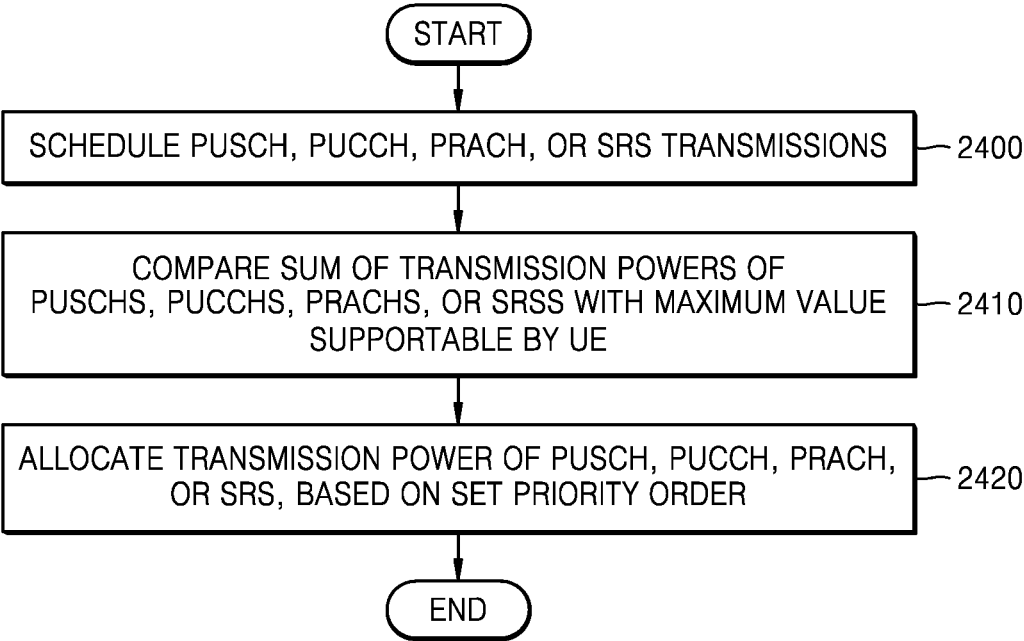 START
SCHEDULE PUSCH, PUCCH, PRACH, OR SRS TRANSMISSIONS
2400
COMPARE SUM OF TRANSMISSION POWERS OF
PUSCHS, PUCCHS, PRACHS, OR SRSS WITH MAXIMUM VALUE
SUPPORTABLE BY UE
2410
ALLOCATE TRANSMISSION POWER OF PUSCH, PUCCH, PRACH,
OR SRS, BASED ON SET PRIORITY ORDER
2420
END